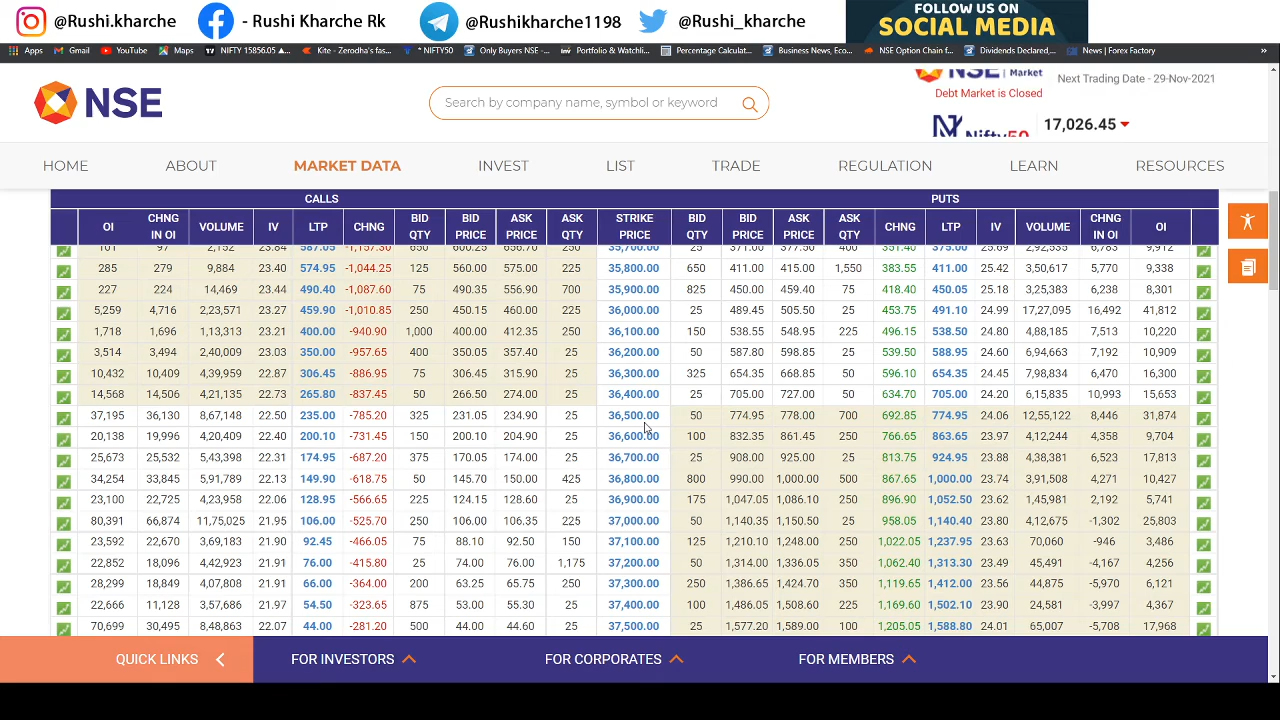 @Rushi.kharche - Rushi Kharche Rk @Rushikharche1198 @Rushi_kharche
FOLLOW US ON
SOCIAL MEDIA
Apps Gmail YouTube Maps NIFTY 15856.05 ▲... Kite - Zerodha's fas... * ^NIFTY50 Only Buyers NSE -... Portfolio & Watchli... Percentage Calculat... Business News, Eco... NSE Option Chain f... Dividends Declared,... News | Forex Factory »
NSE
Search by company name, symbol or keyword
NSE Market
Debt Market is Closed
Next Trading Date - 29-Nov-2021
Nifty50
17,026.45
HOME ABOUT MARKET DATA INVEST LIST TRADE REGULATION LEARN RESOURCES
CALLS PUTS
OI CHNG IN OI VOLUME IV LTP CHNG BID QTY BID PRICE ASK PRICE ASK QTY STRIKE PRICE BID QTY BID PRICE ASK PRICE ASK QTY CHNG LTP IV VOLUME CHNG IN OI OI
101 97 2,152 23.84 587.05 -1,157.30 650 600.25 656.70 250 35,700.00 25 371.00 377.50 400 351.40 375.00 25.69 2,92,535 6,783 9,912
285 279 9,884 23.40 574.95 -1,044.25 125 560.00 575.00 225 35,800.00 650 411.00 415.00 1,550 383.55 411.00 25.42 3,50,617 5,770 9,338
227 224 14,469 23.44 490.40 -1,087.60 75 490.35 556.90 700 35,900.00 825 450.00 459.40 75 418.40 450.05 25.18 3,25,383 6,238 8,301
5,259 4,716 2,23,571 23.27 459.90 -1,010.85 250 450.15 460.00 225 36,000.00 25 489.45 505.50 25 453.75 491.10 24.99 17,27,095 16,492 41,812
1,718 1,696 1,13,313 23.21 400.00 -940.90 1,000 400.15 412.35 250 36,100.00 150 538.55 548.95 225 496.15 538.50 24.80 4,88,185 7,513 10,220
3,514 3,494 2,40,009 23.03 350.00 -957.65 400 350.05 357.40 25 36,200.00 50 587.80 598.85 25 539.50 588.95 24.60 6,94,663 7,192 10,909
10,432 10,409 4,39,959 22.87 306.45 -886.95 75 306.45 315.90 25 36,300.00 325 654.35 668.85 50 596.10 654.35 24.45 7,98,834 6,470 16,300
14,568 14,506 4,21,135 22.73 265.80 -837.45 50 266.50 274.00 25 36,400.00 25 705.00 727.00 50 634.70 705.00 24.20 6,15,835 10,993 15,653
37,195 36,130 8,67,148 22.50 235.00 -785.20 325 231.05 234.90 25 36,500.00 50 774.95 778.00 700 692.85 774.95 24.06 12,55,122 8,446 31,874
20,138 19,996 4,20,409 22.40 200.10 -731.45 150 200.10 204.90 25 36,600.00 100 832.35 861.45 250 766.65 863.65 23.97 4,12,244 4,358 9,704
25,673 25,532 5,43,398 22.31 174.95 -687.20 375 170.05 174.00 25 36,700.00 25 908.00 925.00 25 813.75 924.95 23.88 4,38,381 6,523 17,813
34,254 33,845 5,91,789 22.13 149.90 -618.75 50 145.70 150.00 425 36,800.00 800 990.00 1,000.00 500 867.65 1,000.00 23.74 3,91,508 4,271 10,427
23,100 22,725 4,23,958 22.06 128.95 -566.65 225 124.15 128.60 25 36,900.00 175 1,047.05 1,086.10 250 896.90 1,052.50 23.62 1,45,981 2,192 5,741
80,391 66,874 11,75,025 21.95 106.00 -525.70 250 106.00 106.35 225 37,000.00 50 1,140.35 1,150.50 25 958.05 1,140.40 23.80 4,12,675 -1,302 25,803
23,592 22,670 3,69,183 21.90 92.45 -466.05 75 88.10 92.50 150 37,100.00 125 1,210.10 1,248.00 250 1,022.05 1,237.95 23.63 70,060 -946 3,486
22,852 18,096 4,42,923 21.91 76.00 -415.80 25 74.00 76.00 1,175 37,200.00 50 1,314.00 1,336.05 350 1,062.40 1,313.30 23.49 45,491 -4,167 4,256
28,299 18,849 4,07,808 21.91 66.00 -364.00 200 63.25 65.75 250 37,300.00 250 1,386.65 1,424.70 350 1,119.65 1,412.00 23.56 44,875 -5,970 6,121
22,666 11,128 3,57,686 21.97 54.50 -323.65 875 53.00 55.30 25 37,400.00 100 1,486.05 1,508.60 225 1,169.60 1,502.10 23.90 24,581 -3,997 4,367
70,699 30,495 8,48,863 22.07 44.00 -281.20 500 44.00 44.60 25 37,500.00 25 1,577.20 1,589.00 100 1,205.05 1,588.80 24.01 65,007 -5,708 17,968
QUICK LINKS FOR INVESTORS FOR CORPORATES FOR MEMBERS